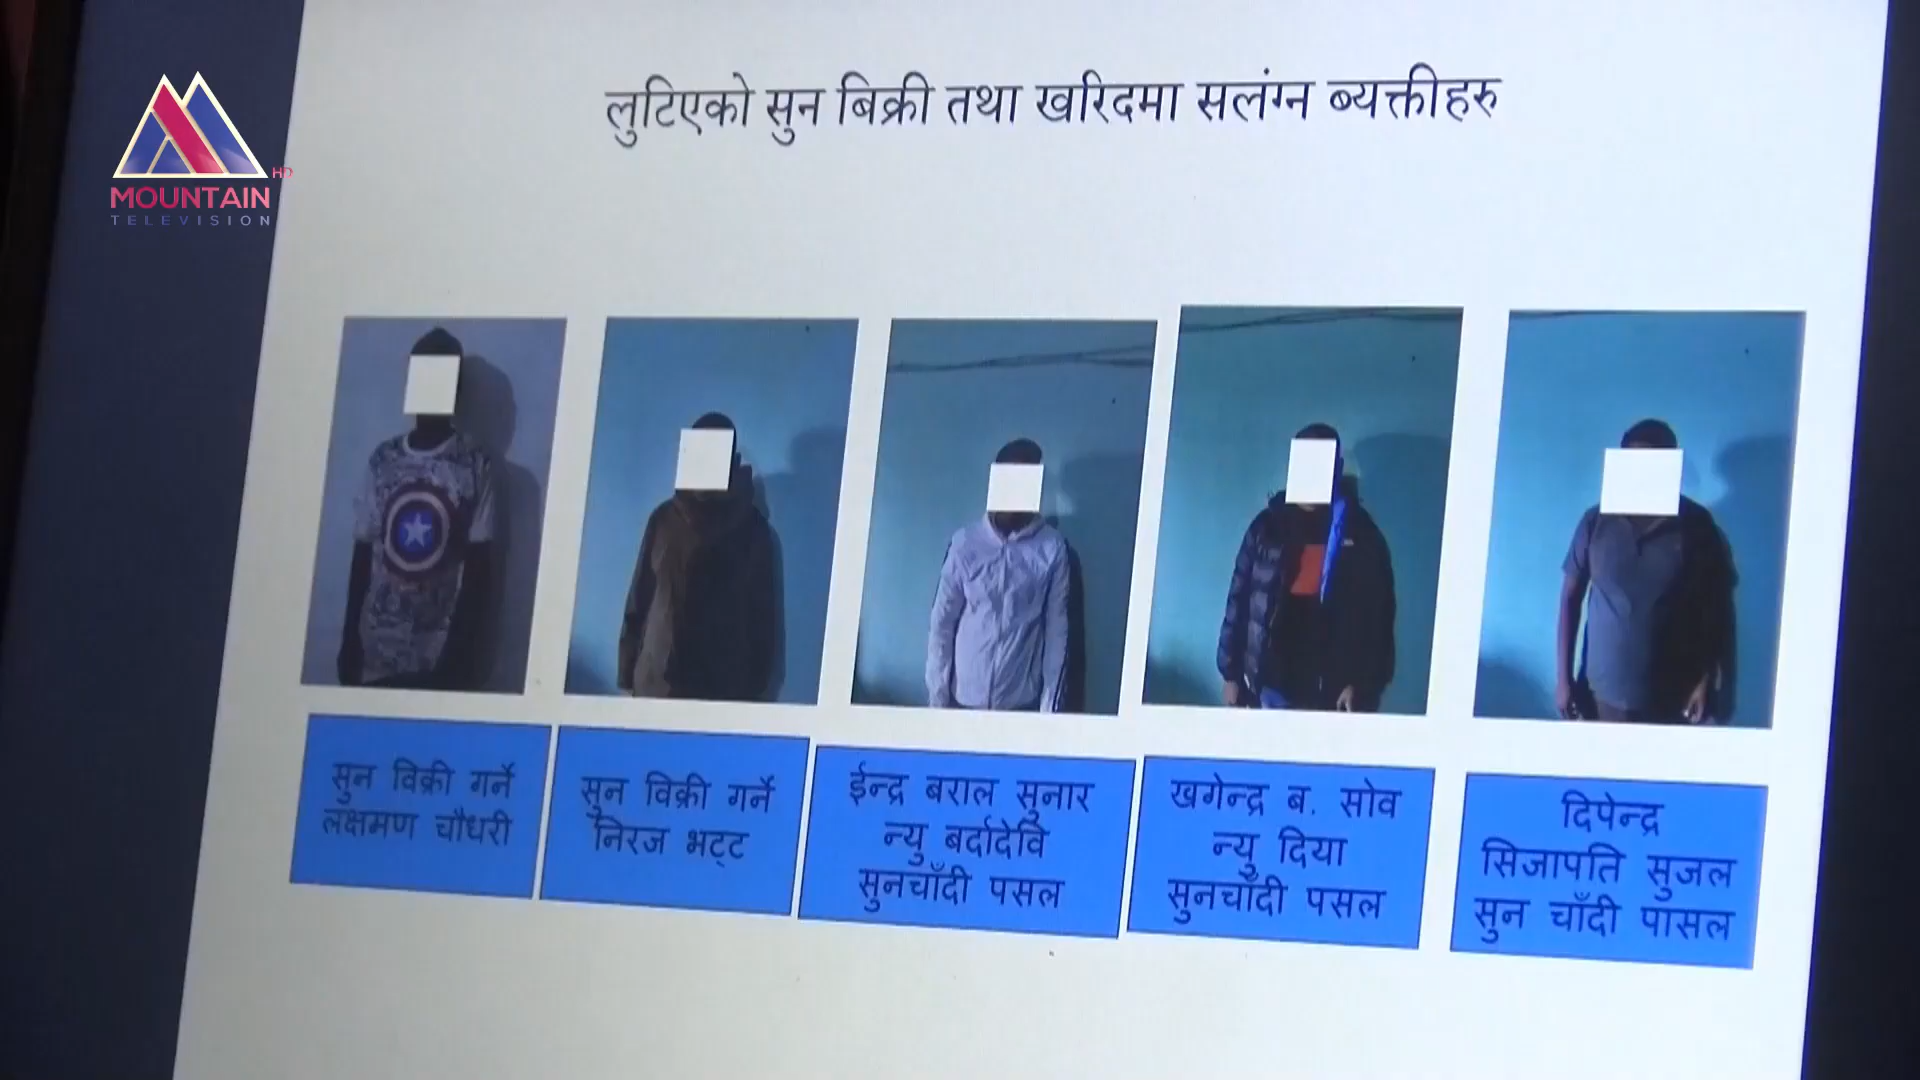 लुटिएको सुन बिक्री तथा खरिदमा सलंग्न ब्यक्तीहरु
MOUNTAIN HD
TELEVISION
सुन विक्री गर्ने
लक्षमण चौधरी
सुन विक्री गर्ने
निरज भट्ट
ईन्द्र बराल सुनार
न्यु बर्दादेवि
सुनचाँदी पसल
खगेन्द्र ब. सोव
न्यु दिया
सुनचाँदी पसल
दिपेन्द्र
सिजापति सुजल
सुन चाँदी पासल